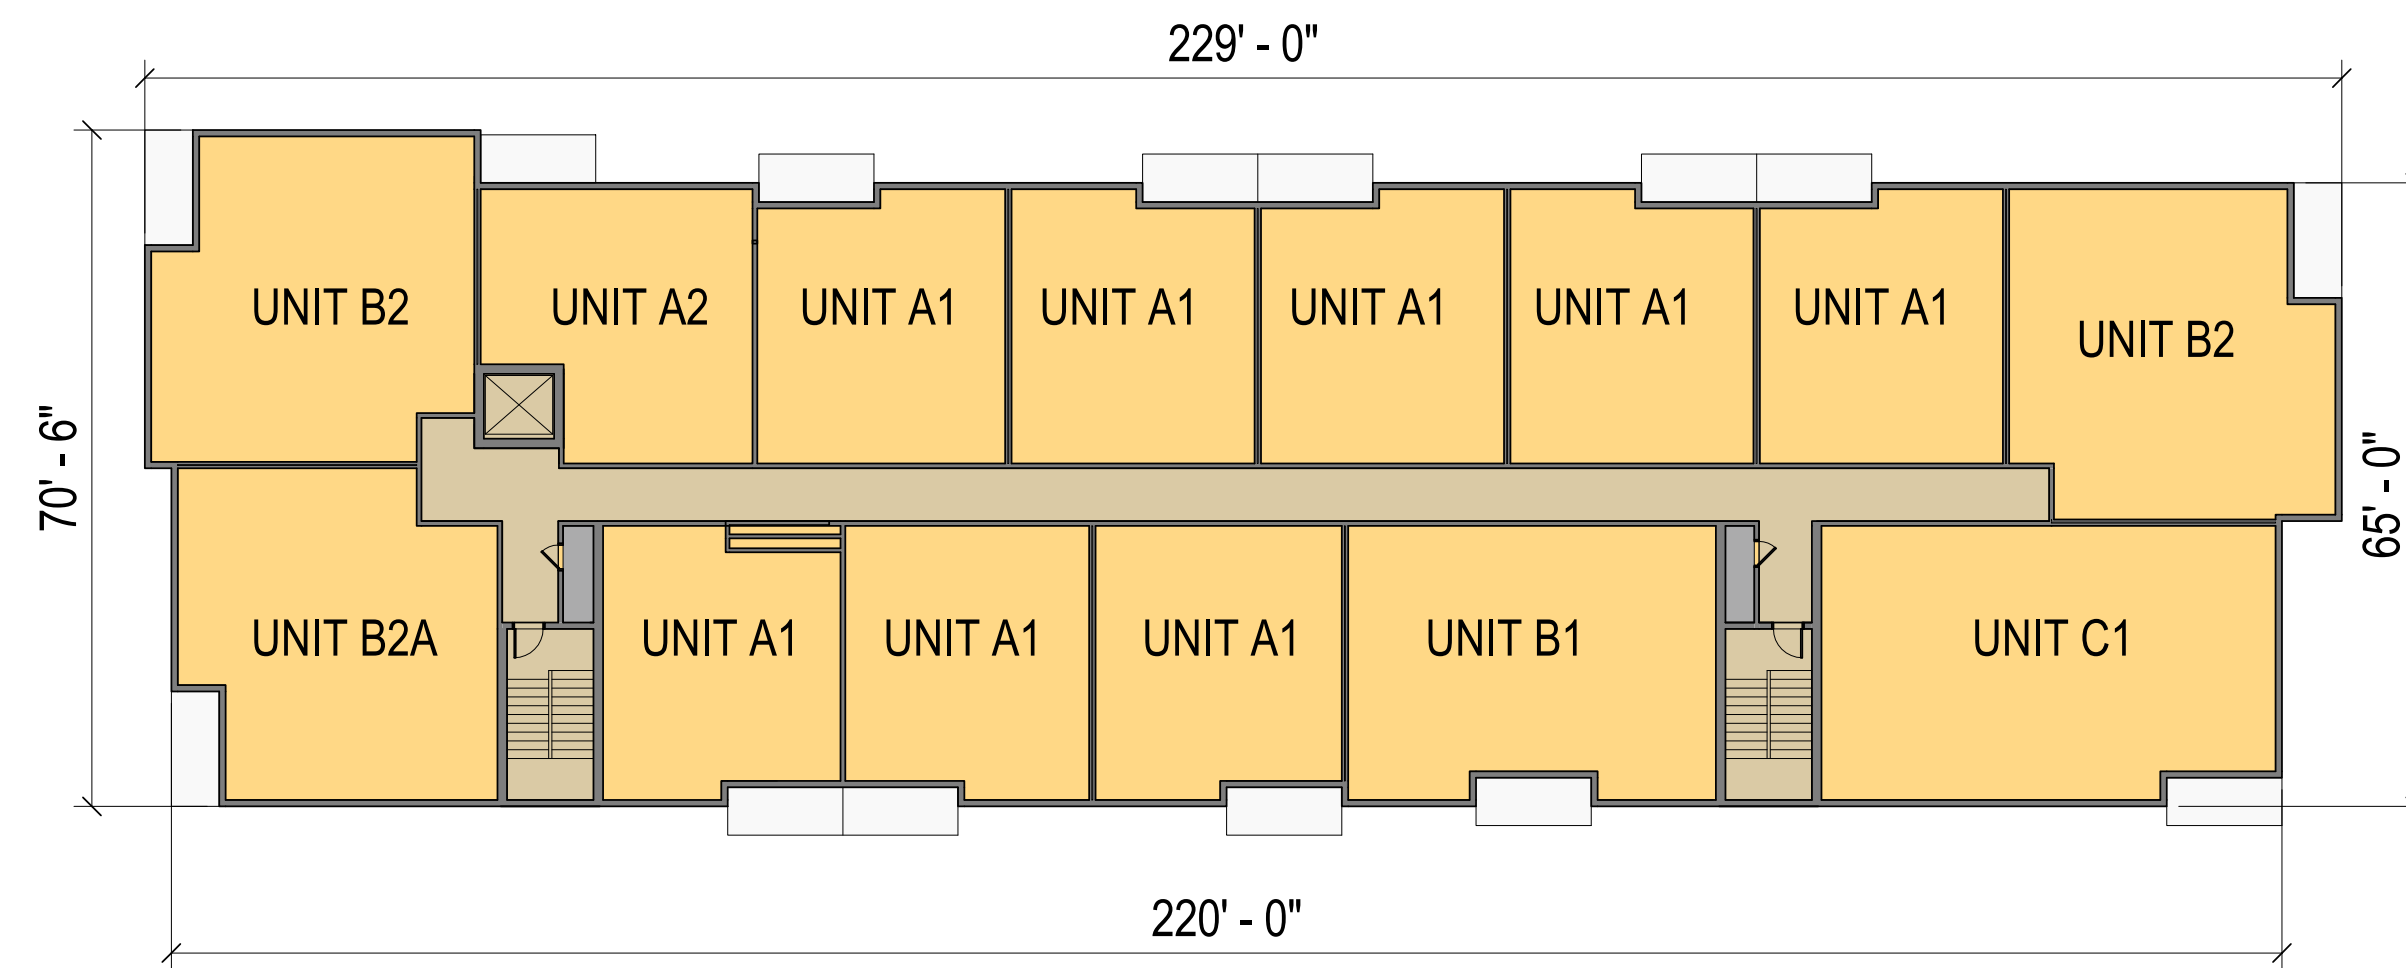 229' - 0"
70' - 6"
UNIT B2
UNIT A2
UNIT A1
UNIT A1
UNIT A1
UNIT A1
UNIT A1
UNIT B2
65' - 0"
UNIT B2A
UNIT A1
UNIT A1
UNIT A1
UNIT B1
UNIT C1
220' - 0"